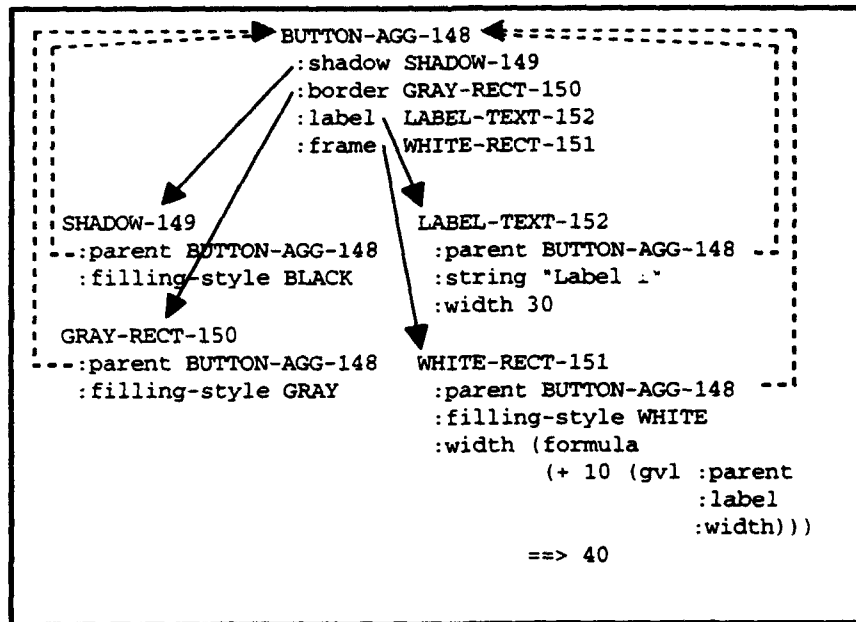 BUTTON-AGG-148
:shadow SHADOW-149
:border GRAY-RECT-150
:label LABEL-TEXT-152
:frame WHITE-RECT-151
SHADOW-149
:parent BUTTON-AGG-148
:filling-style BLACK
GRAY-RECT-150
:parent BUTTON-AGG-148
:filling-style GRAY
LABEL-TEXT-152
:parent BUTTON-AGG-148
:string "Label
:width 30
WHITE-RECT-151
:parent BUTTON-AGG-148
:filling-style WHITE
:width (formula
(+ 10 (gvl :parent
:label
:width)))
==> 40